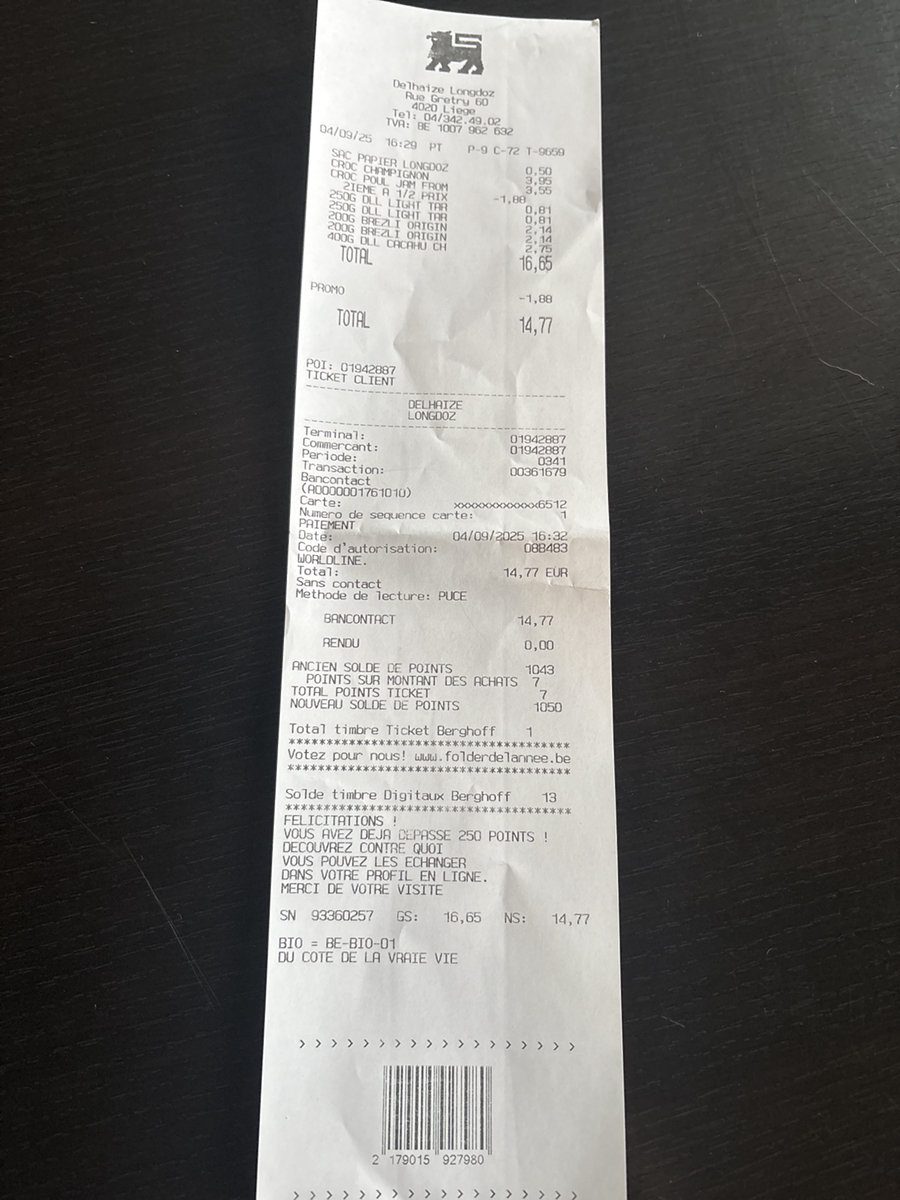 Delhaize Longdoz
Rue Gretry 60
4020 Liege
Tel: 04/342.49.02
TVA: BE 1007 962 632
04/09/25 16:29 PT P-9 C-72 T-9659
SAC PAPIER LONGDOZ 0,50
CROC CHAMPIGNON 3,95
CROC POUL JAM FROM 3,55
2IEME A 1/2 PRIX -1,88
250G DLL LIGHT TAR 0,81
250G DLL LIGHT TAR 0,81
200G BREZLI ORIGIN 2,14
200G BREZLI ORIGIN 2,14
400G DLL CACAHU CH 2,75
TOTAL 16,65
PROMO -1,88
TOTAL 14,77
POI: 01942887
TICKET CLIENT
--------------------------------
DELHAIZE
LONGDOZ
--------------------------------
Terminal: 01942887
Commercant: 01942887
Periode: 0341
Transaction: 00361679
Bancontact
(A0000001761010)
Carte: xxxxxxxxxxxxx6512
Numero de sequence carte: 1
PAIEMENT
Date: 04/09/2025 16:32
Code d'autorisation: 088483
WORLDLINE.
Total: 14,77 EUR
Sans contact
Methode de lecture: PUCE
BANCONTACT 14,77
RENDU 0,00
ANCIEN SOLDE DE POINTS 1043
POINTS SUR MONTANT DES ACHATS 7
TOTAL POINTS TICKET 7
NOUVEAU SOLDE DE POINTS 1050
Total timbre Ticket Berghoff 1
**************************************
Votez pour nous! www.folderdelannee.be
**************************************
Solde timbre Digitaux Berghoff 13
**************************************
FELICITATIONS !
VOUS AVEZ DEJA DEPASSE 250 POINTS !
DECOUVREZ CONTRE QUOI
VOUS POUVEZ LES ECHANGER
DANS VOTRE PROFIL EN LIGNE.
MERCI DE VOTRE VISITE
SN 93360257 GS: 16,65 NS: 14,77
BIO = BE-BIO-01
DU COTE DE LA VRAIE VIE
> > > > > > > > > > > > > > > > > >
2 179015 927980
> > > > > > > > > > > > > > > > > >